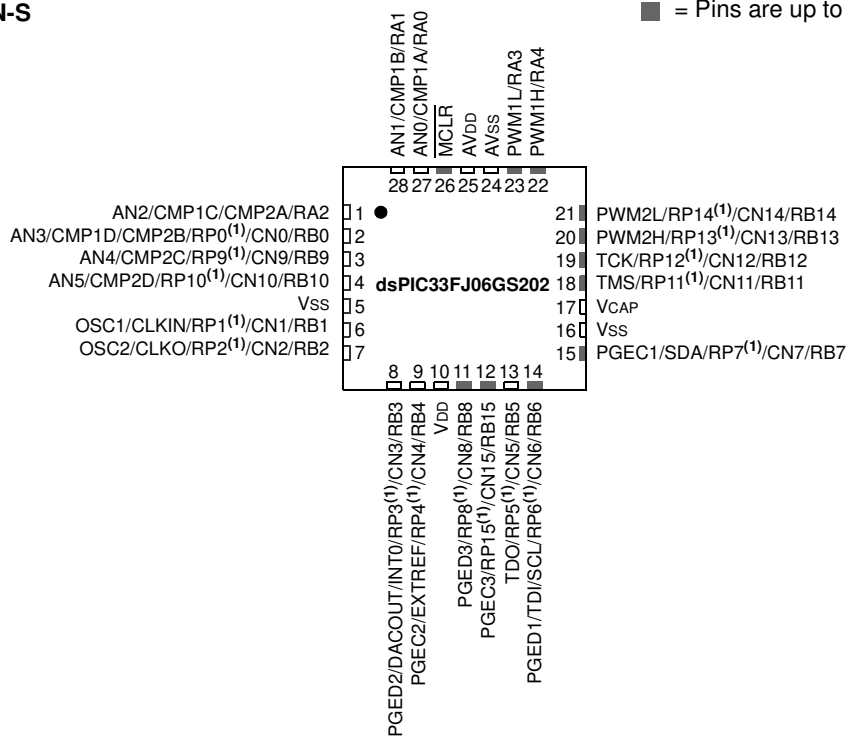 N-S
= Pins are up to
AN1/CMP1B/RA1
AN0/CMP1A/RA0
MCLR
AVDD
AVSS
PWM1L/RA3
PWM1H/RA4
28 27 26 25 24 23 22
AN2/CMP1C/CMP2A/RA2 1
AN3/CMP1D/CMP2B/RP0(1)/CN0/RB0 2
AN4/CMP2C/RP9(1)/CN9/RB9 3
AN5/CMP2D/RP10(1)/CN10/RB10 4
VSS 5
OSC1/CLKIN/RP1(1)/CN1/RB1 6
OSC2/CLKO/RP2(1)/CN2/RB2 7
dsPIC33FJ06GS202
21 PWM2L/RP14(1)/CN14/RB14
20 PWM2H/RP13(1)/CN13/RB13
19 TCK/RP12(1)/CN12/RB12
18 TMS/RP11(1)/CN11/RB11
17 VCAP
16 VSS
15 PGEC1/SDA/RP7(1)/CN7/RB7
8 9 10 11 12 13 14
PGED2/DACOUT/INT0/RP3(1)/CN3/RB3
PGEC2/EXTREF/RP4(1)/CN4/RB4
VDD
PGED3/RP8(1)/CN8/RB8
PGEC3/RP15(1)/CN15/RB15
TDO/RP5(1)/CN5/RB5
PGED1/TDI/SCL/RP6(1)/CN6/RB6